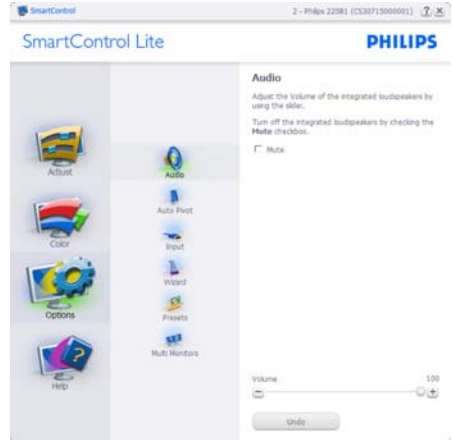 SmartControl
2 - Philips 225B1 (CS30715000001)
SmartControl Lite
PHILIPS
Adjust
Color
Options
Help
Audio
Auto Pivot
Input
Wizard
Presets
Multi Monitors
Audio
Adjust the Volume of the integrated loudspeakers by
using the slider.
Turn off the integrated loudspeakers by checking the
Mute checkbox.
Mute
Volume
100
Undo